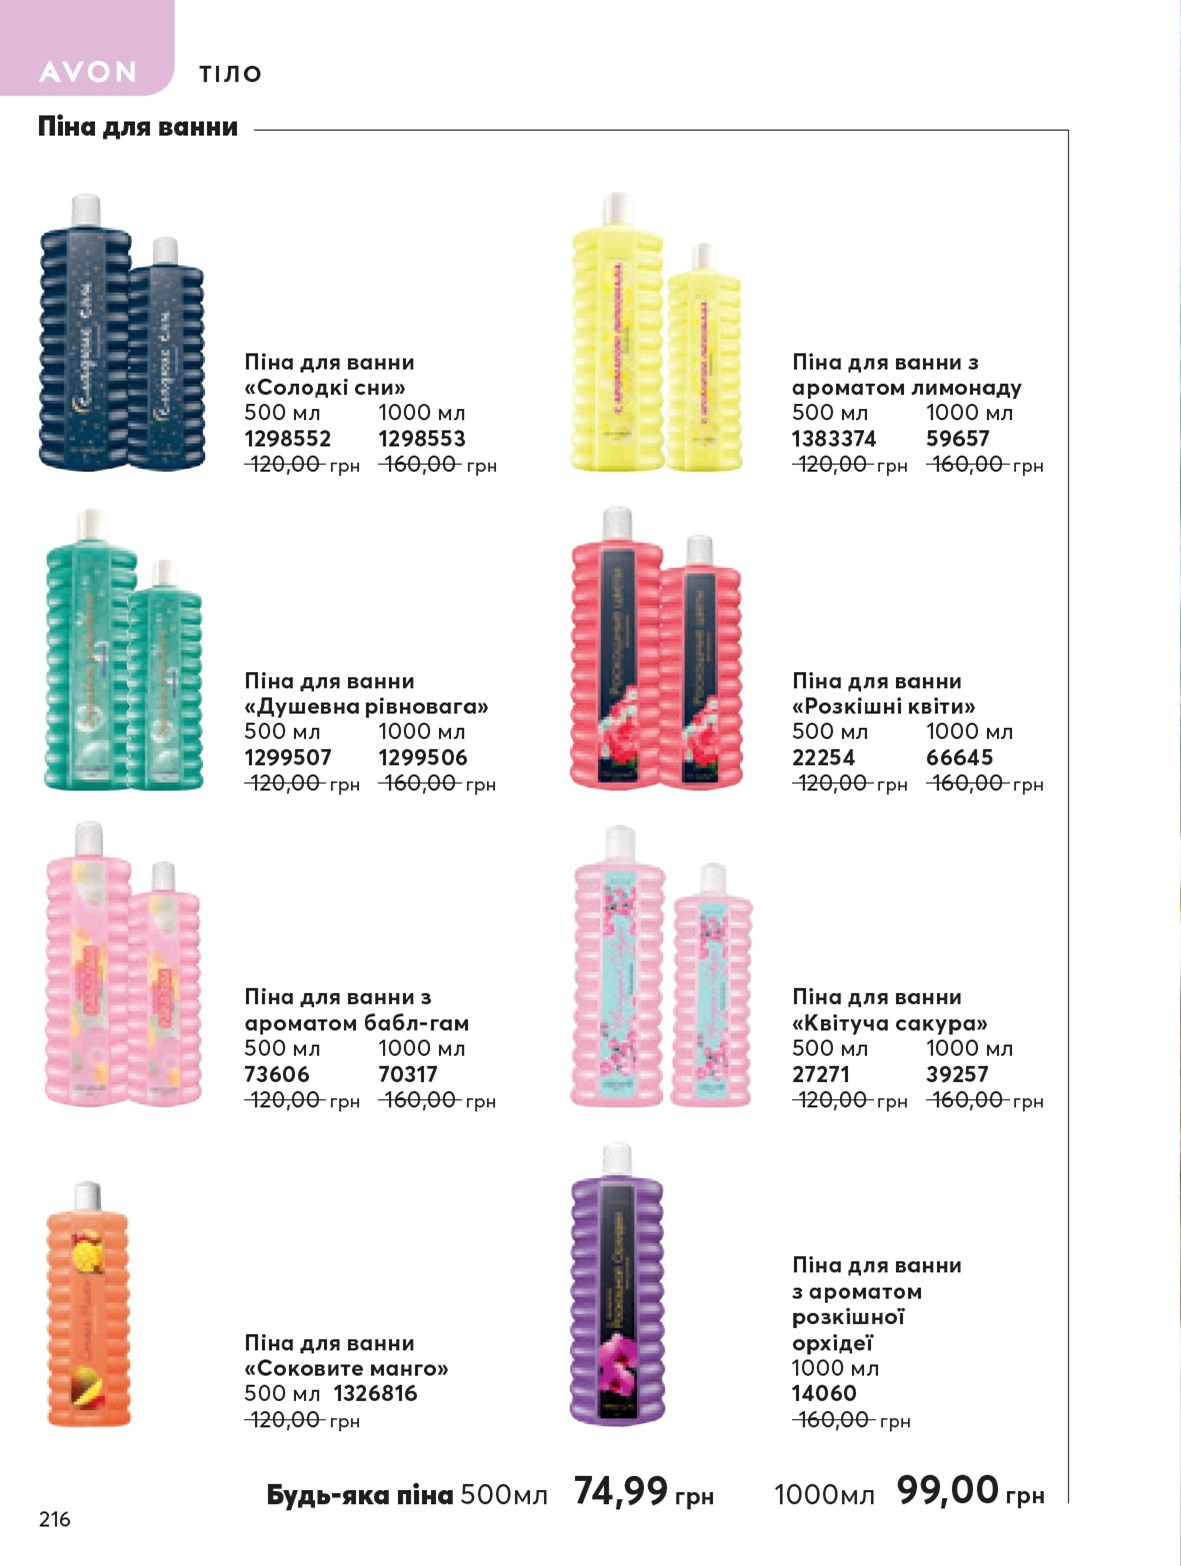 AVON
ТІЛО
Піна для ванни
Піна для ванни
«Солодкі сни»
500 мл 1000 мл
1298552 1298553
120,00 грн 160,00 грн
Піна для ванни з
ароматом лимонаду
500 мл 1000 мл
1383374 59657
120,00 грн 160,00 грн
Піна для ванни
«Душевна рівновага»
500 мл 1000 мл
1299507 1299506
120,00 грн 160,00 грн
Піна для ванни
«Розкішні квіти»
500 мл 1000 мл
22254 66645
120,00 грн 160,00 грн
Піна для ванни з
ароматом бабл-гам
500 мл 1000 мл
73606 70317
120,00 грн 160,00 грн
Піна для ванни
«Квітуча сакура»
500 мл 1000 мл
27271 39257
120,00 грн 160,00 грн
Піна для ванни
«Соковите манго»
500 мл 1326816
120,00 грн
Піна для ванни
з ароматом
розкішної
орхідеї
1000 мл
14060
160,00 грн
Будь-яка піна 500мл 74,99 грн 1000мл 99,00 грн
216